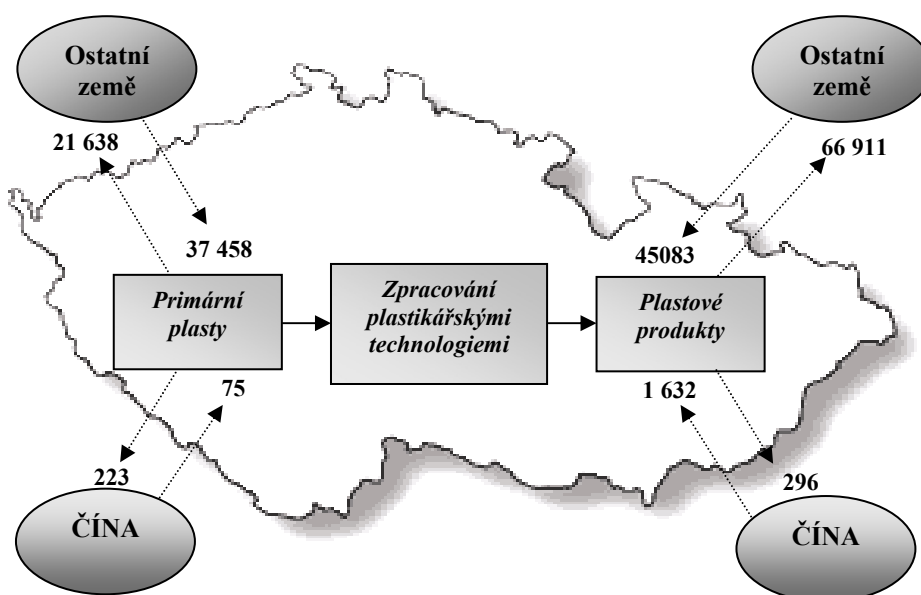 Ostatní
země
Ostatní
země
21 638
66 911
37 458
45083
Primární
plasty
Zpracování
plastikářskými
technologiemi
Plastové
produkty
75
1 632
223
296
ČÍNA
ČÍNA